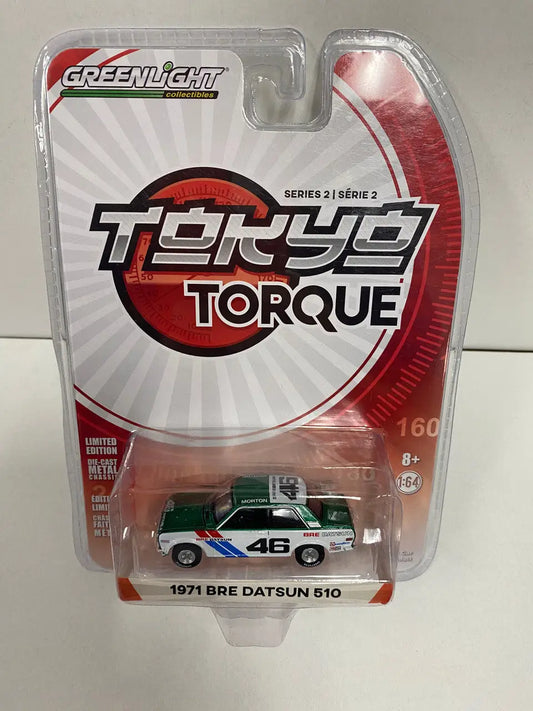 GREENLIGHT®
collectibles
SERIES 2 | SÉRIE 2
TOKYO
TORQUE
160
LIMITED
EDITION
DIE-CAST
METAL
CHASSIS
8+
1:64
MORTON
46
BRE DATSUN
46
BRE DATSUN
1971 BRE DATSUN 510